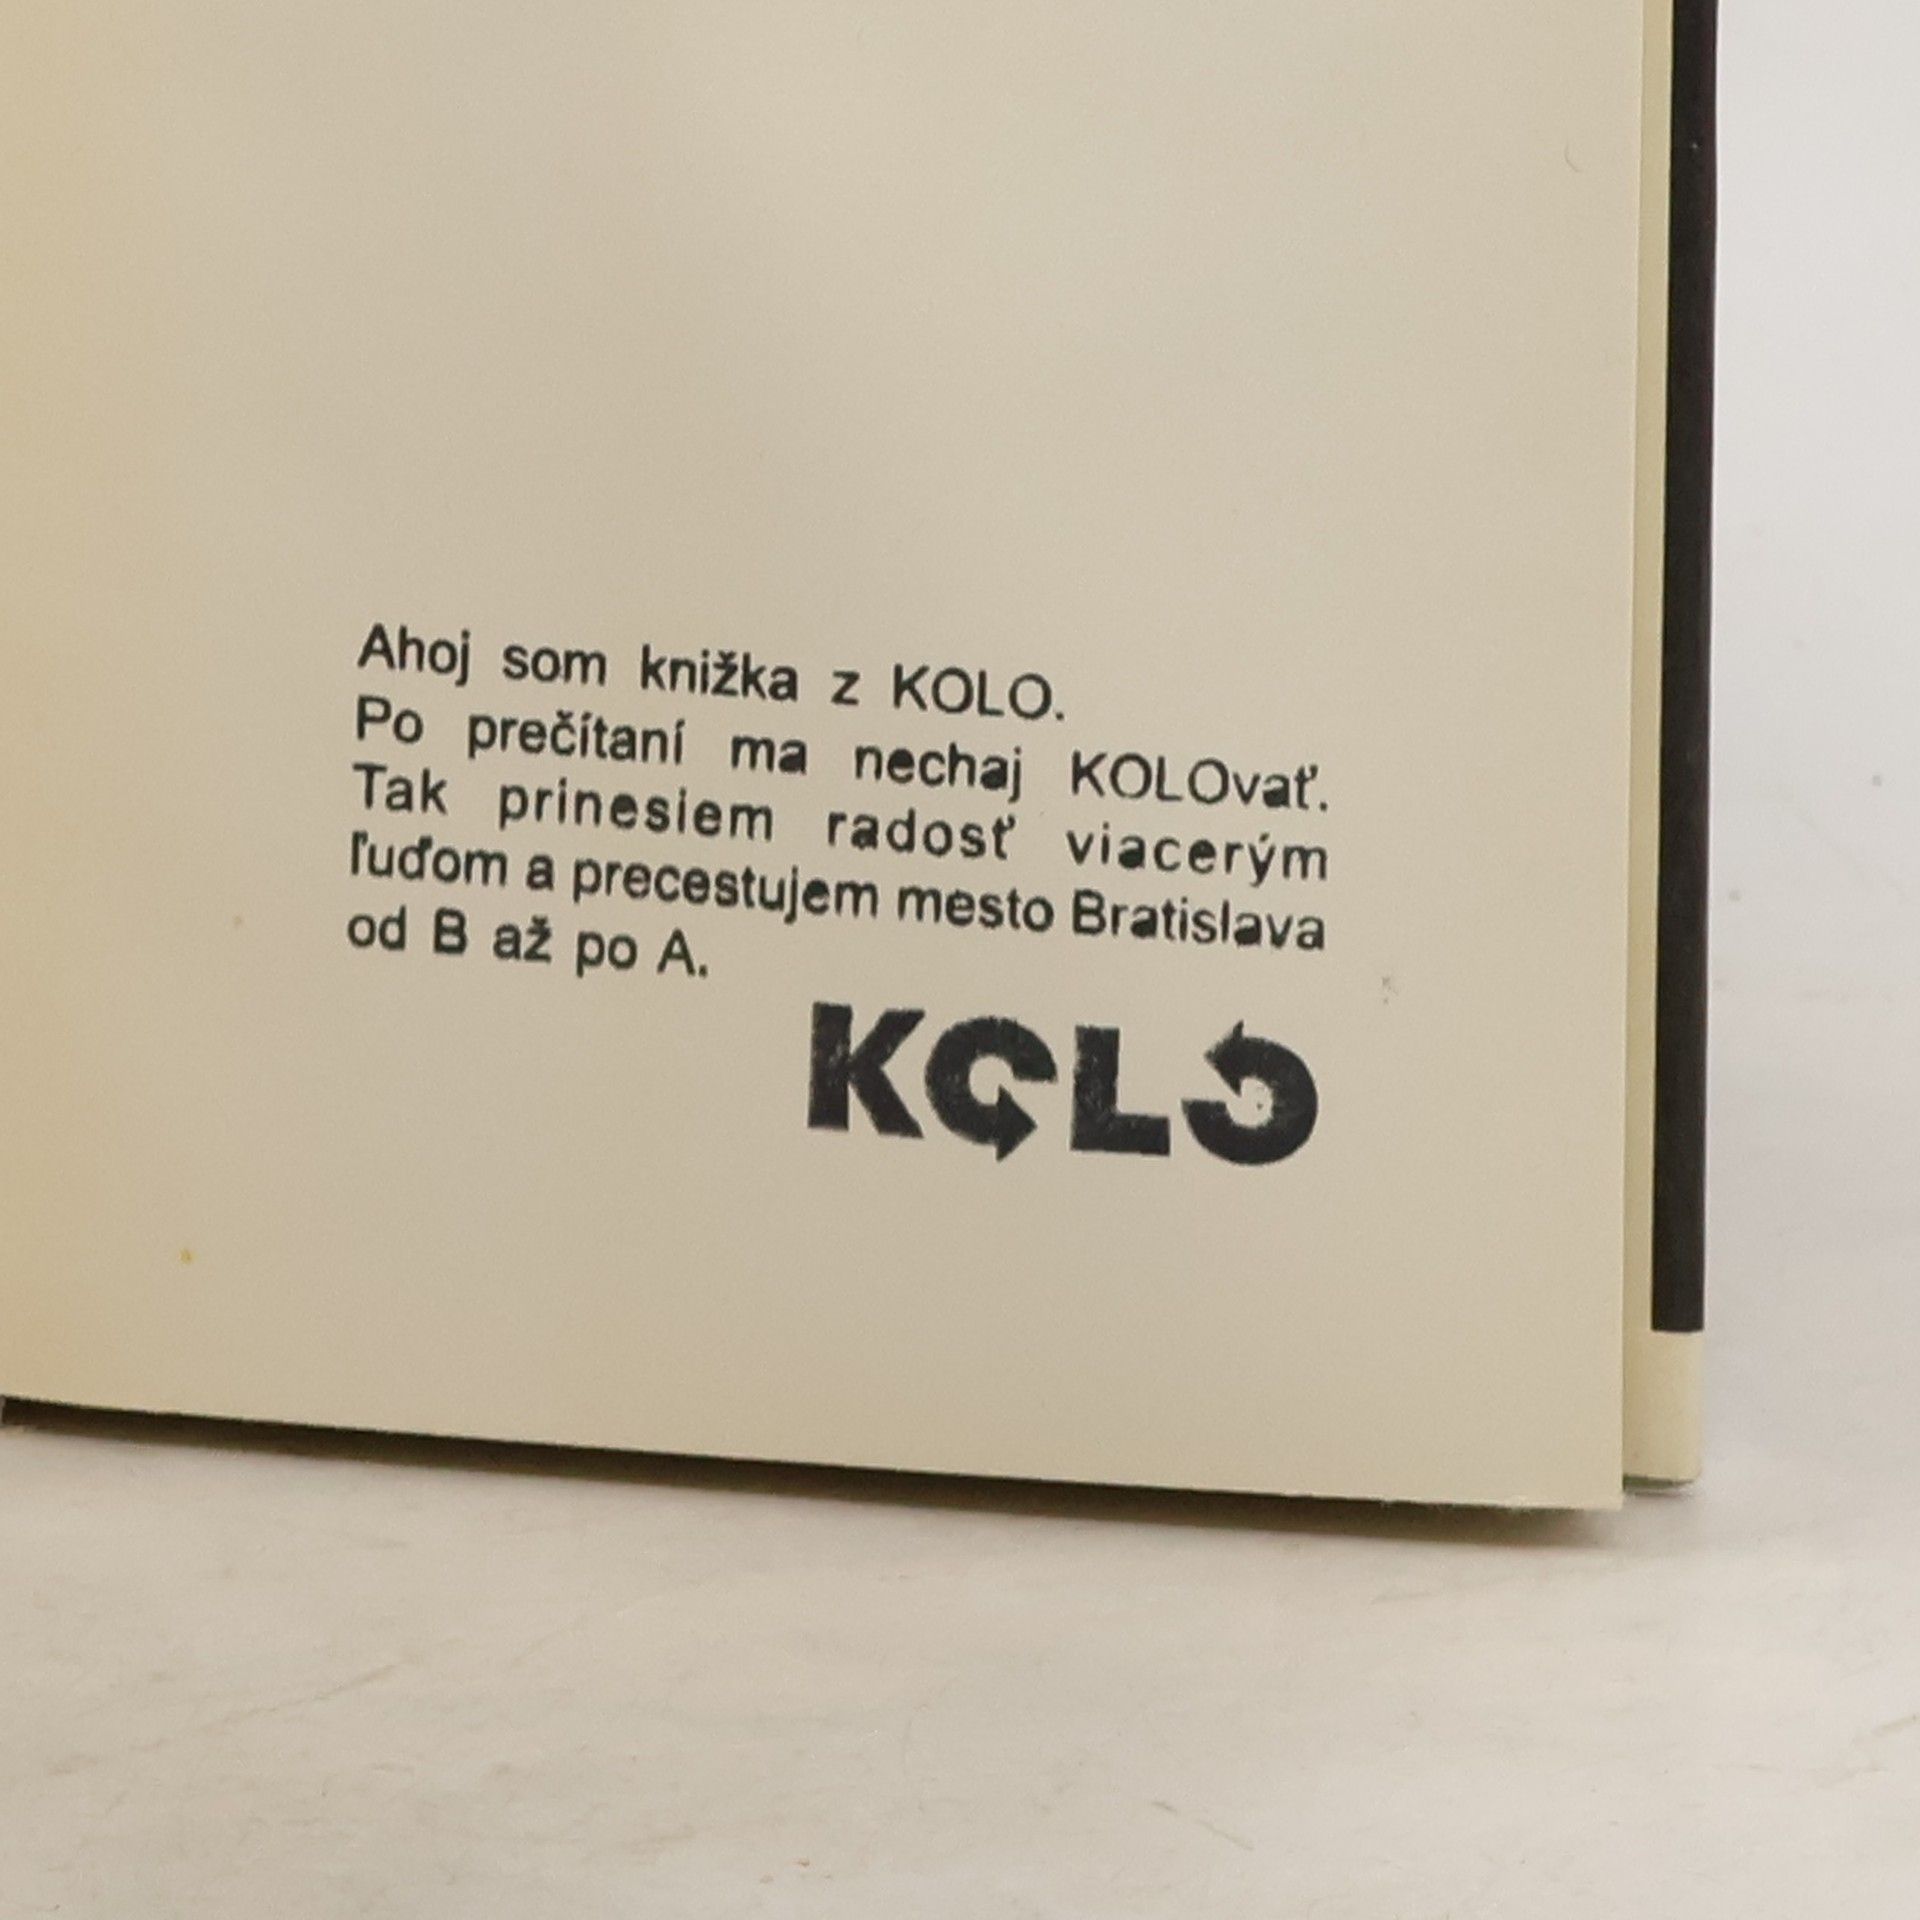 Ahoj som knižka z KOLO.
Po prečítaní ma nechaj KOLOvať.
Tak prinesiem radosť viacerým
ľuďom a precestujem mesto Bratislava
od B až po A.
KOLO